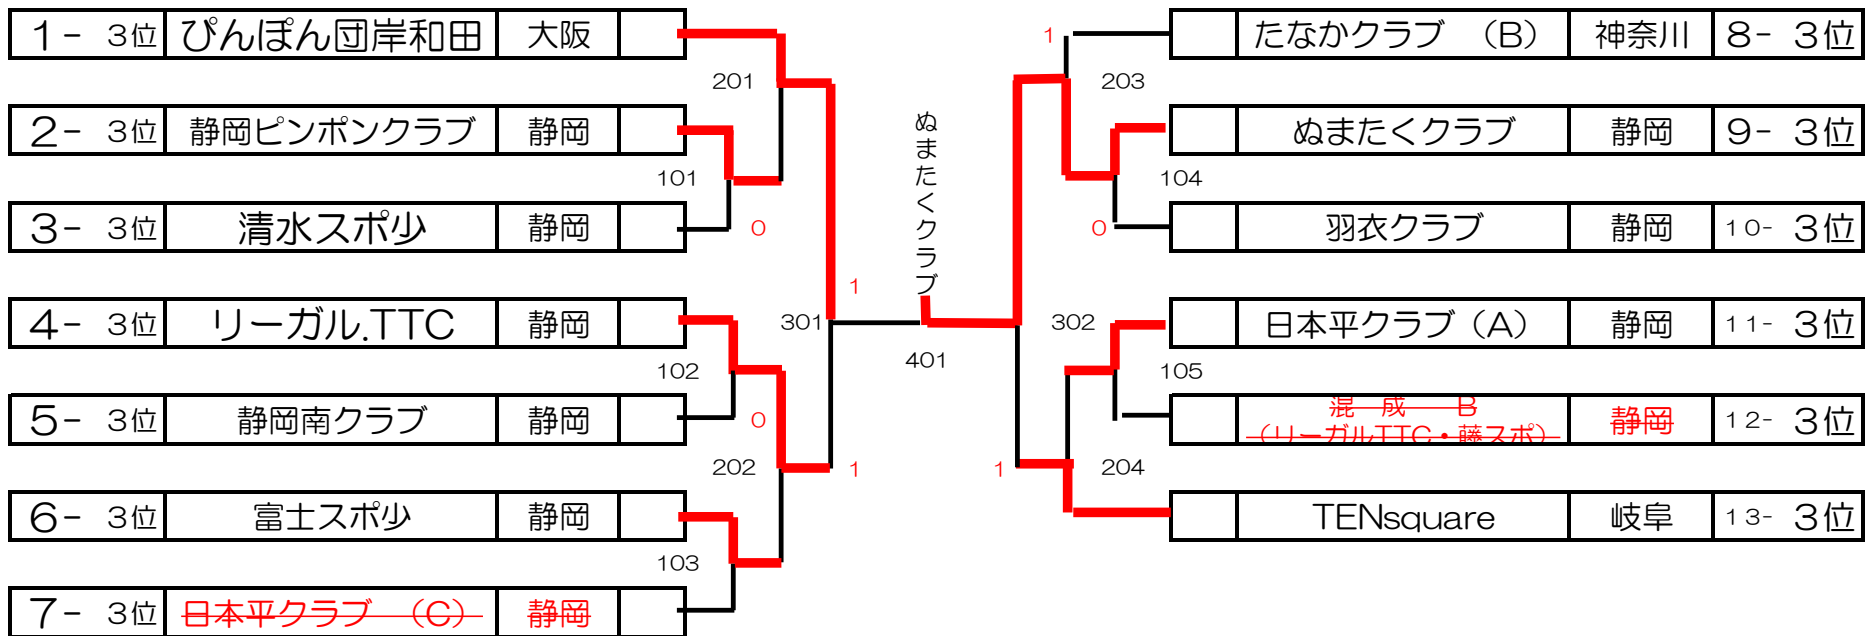 1- 3位 ぴんぽん団岸和田 大阪
2- 3位 静岡ピンポンクラブ 静岡
3- 3位 清水スポ少 静岡
4- 3位 リーガル.TTC 静岡
5- 3位 静岡南クラブ 静岡
6- 3位 富士スポ少 静岡
7- 3位 日本平クラブ (C) 静岡
201
101
0
1
301
102
0
202
1
103
ぬまたくクラブ
401
1
203
104
0
302
105
1
204
たなかクラブ (B) 神奈川 8- 3位
ぬまたくクラブ 静岡 9- 3位
羽衣クラブ 静岡 10- 3位
日本平クラブ(A) 静岡 11- 3位
混 成 B
(リーガルTTC・藤スポ) 静岡 12- 3位
TENsquare 岐阜 13- 3位